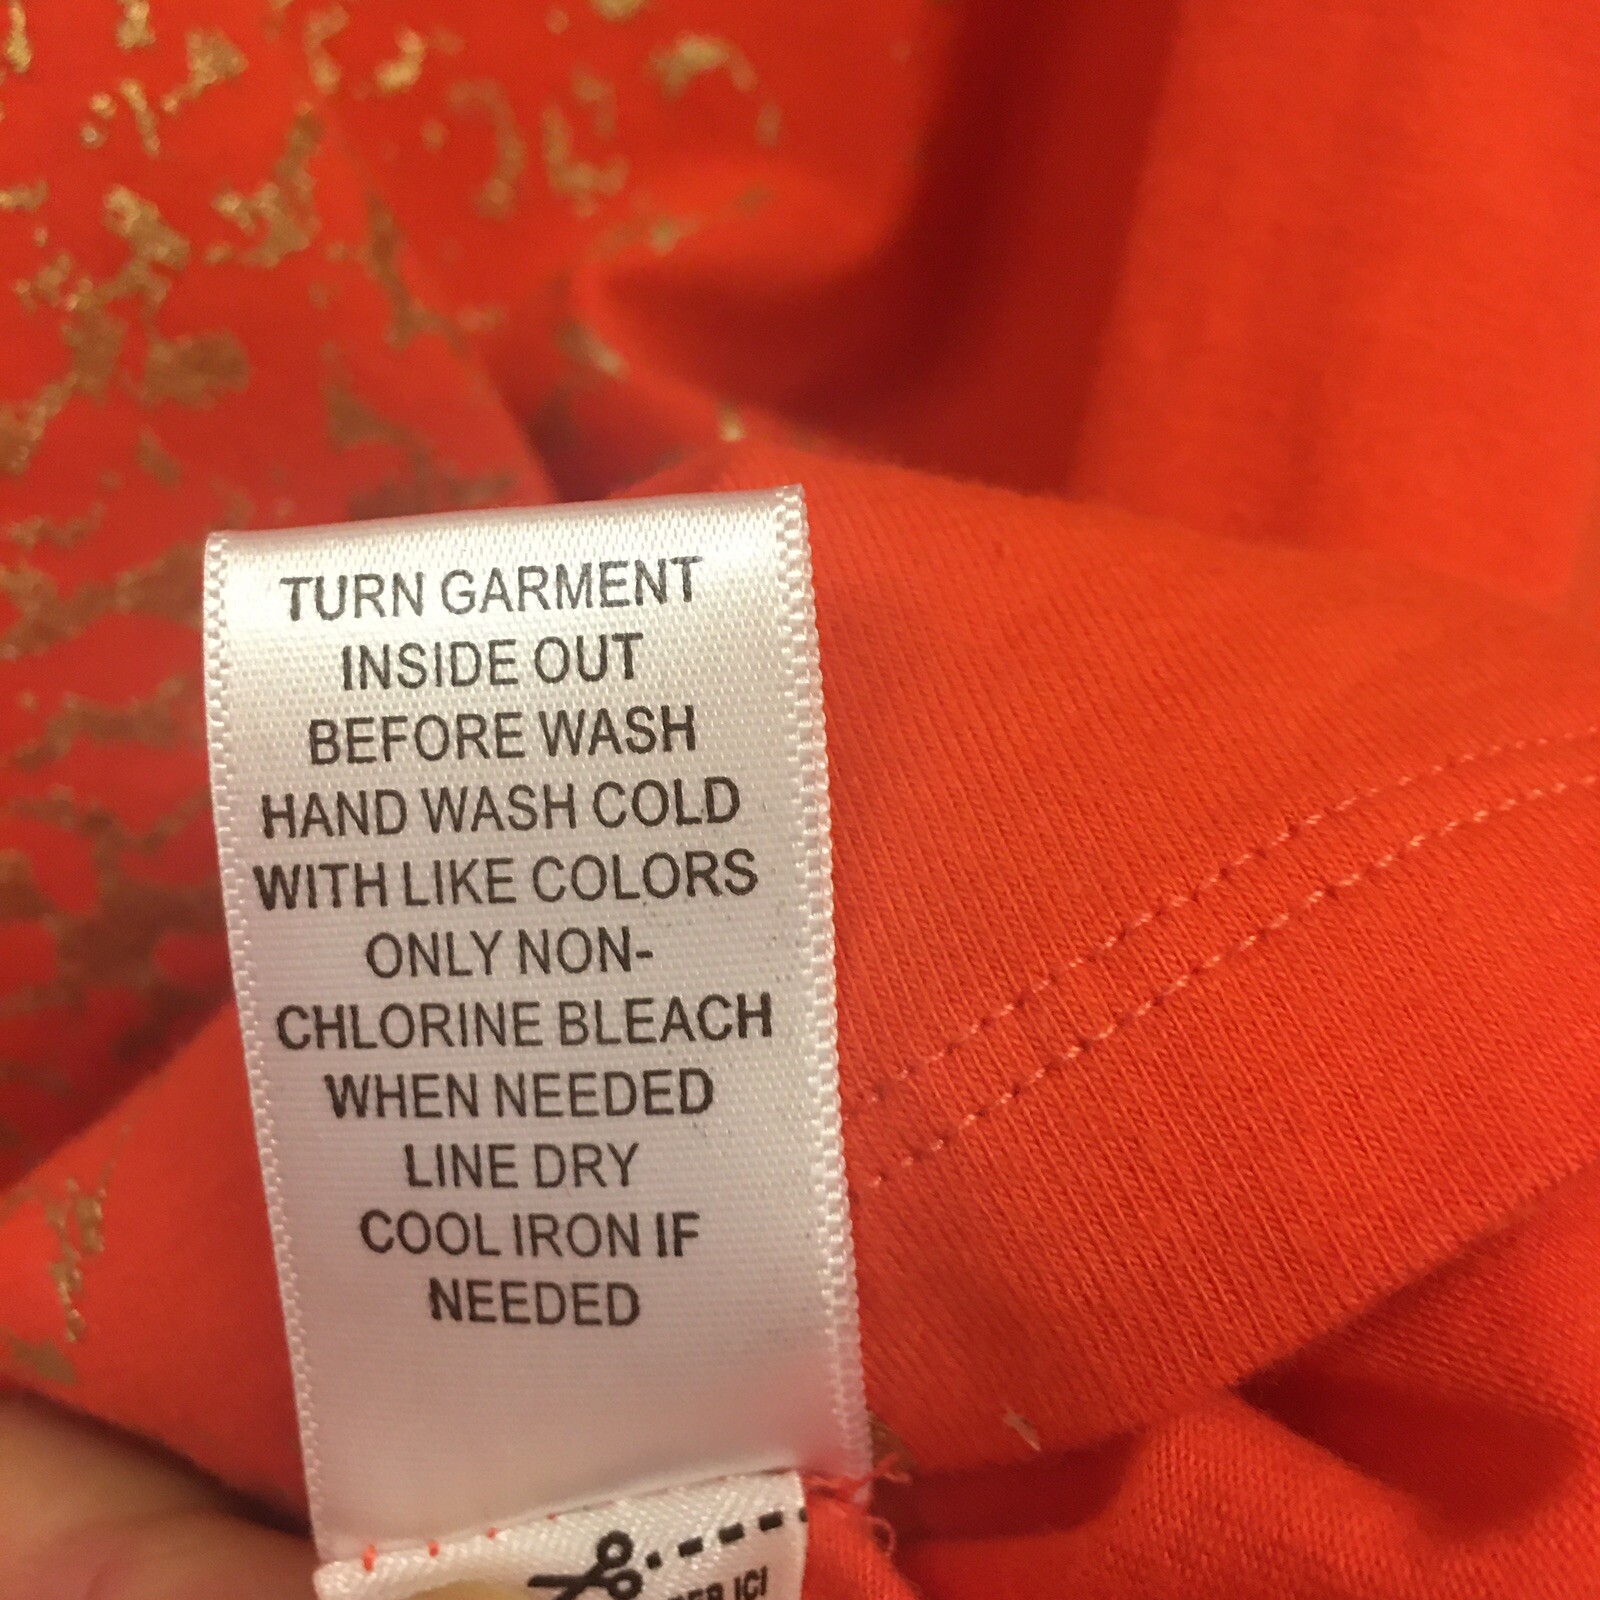 TURN GARMENT
INSIDE OUT
BEFORE WASH
HAND WASH COLD
WITH LIKE COLORS
ONLY NON-
CHLORINE BLEACH
WHEN NEEDED
LINE DRY
COOL IRON IF
NEEDED
ICI